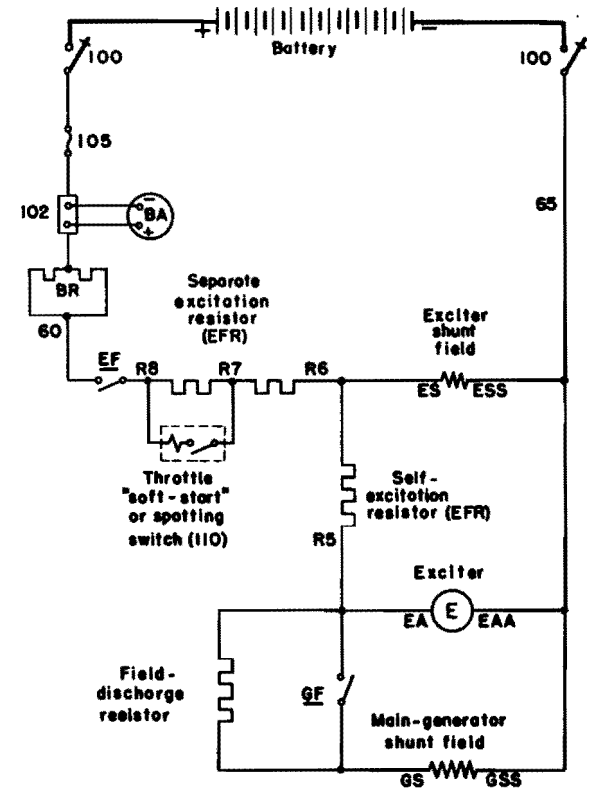 +
−
Battery
100
100
105
102
−
BA
+
65
BR
60
Separate
excitation
resistor
(EFR)
Exciter
shunt
field
EF
R8
R7
R6
ES
ESS
Throttle
"soft-start"
or spotting
switch (110)
Self-
excitation
resistor (EFR)
R5
Exciter
E
EA
EAA
Field-
discharge
resistor
GF
Main-generator
shunt field
GS
GSS